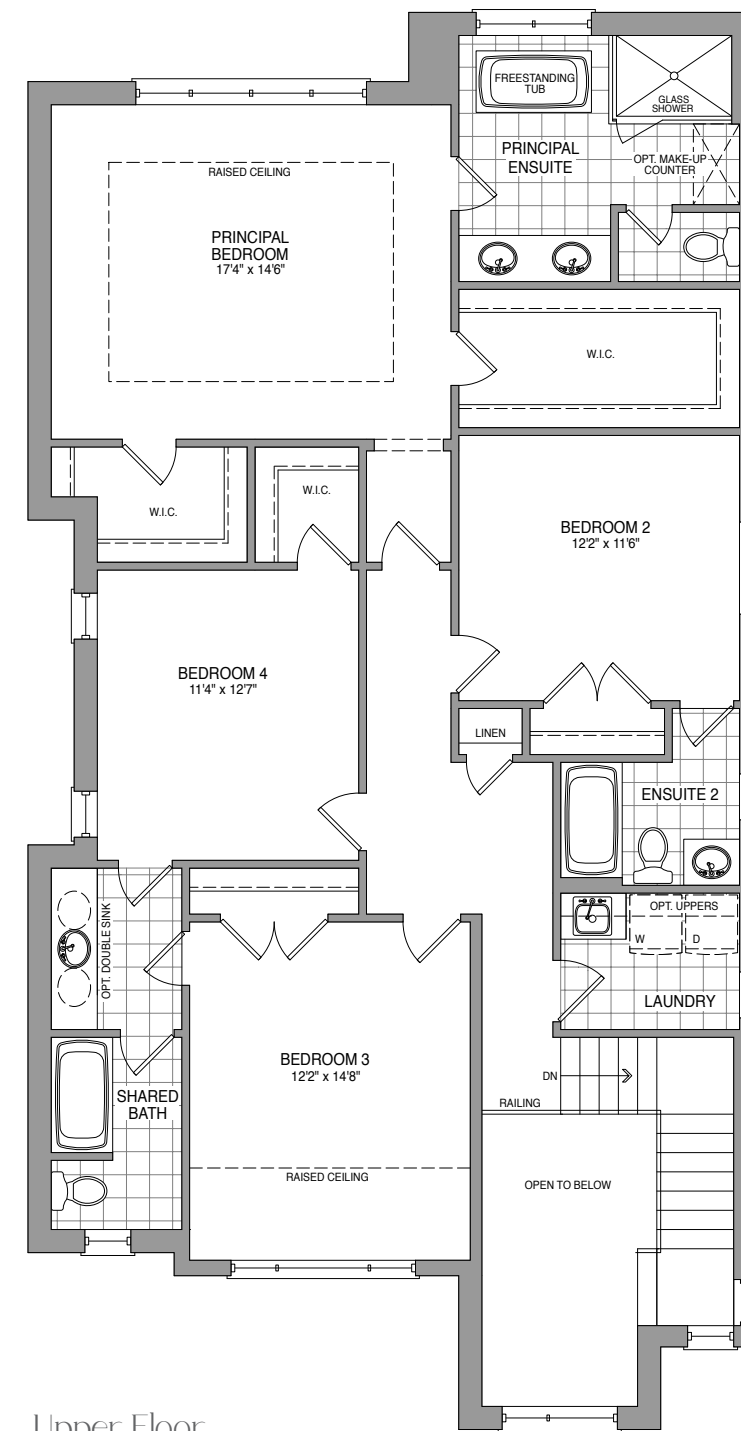 FREESTANDING
TUB
GLASS
SHOWER
PRINCIPAL
ENSUITE
OPT. MAKE-UP
COUNTER
RAISED CEILING
PRINCIPAL
BEDROOM
17'4" x 14'6"
W.I.C.
W.I.C.
W.I.C.
BEDROOM 2
12'2" x 11'6"
BEDROOM 4
11'4" x 12'7"
LINEN
ENSUITE 2
OPT. UPPERS
W
D
LAUNDRY
OPT. DOUBLE SINK
BEDROOM 3
12'2" x 14'8"
SHARED
BATH
DN
RAILING
RAISED CEILING
OPEN TO BELOW
Upper Floor